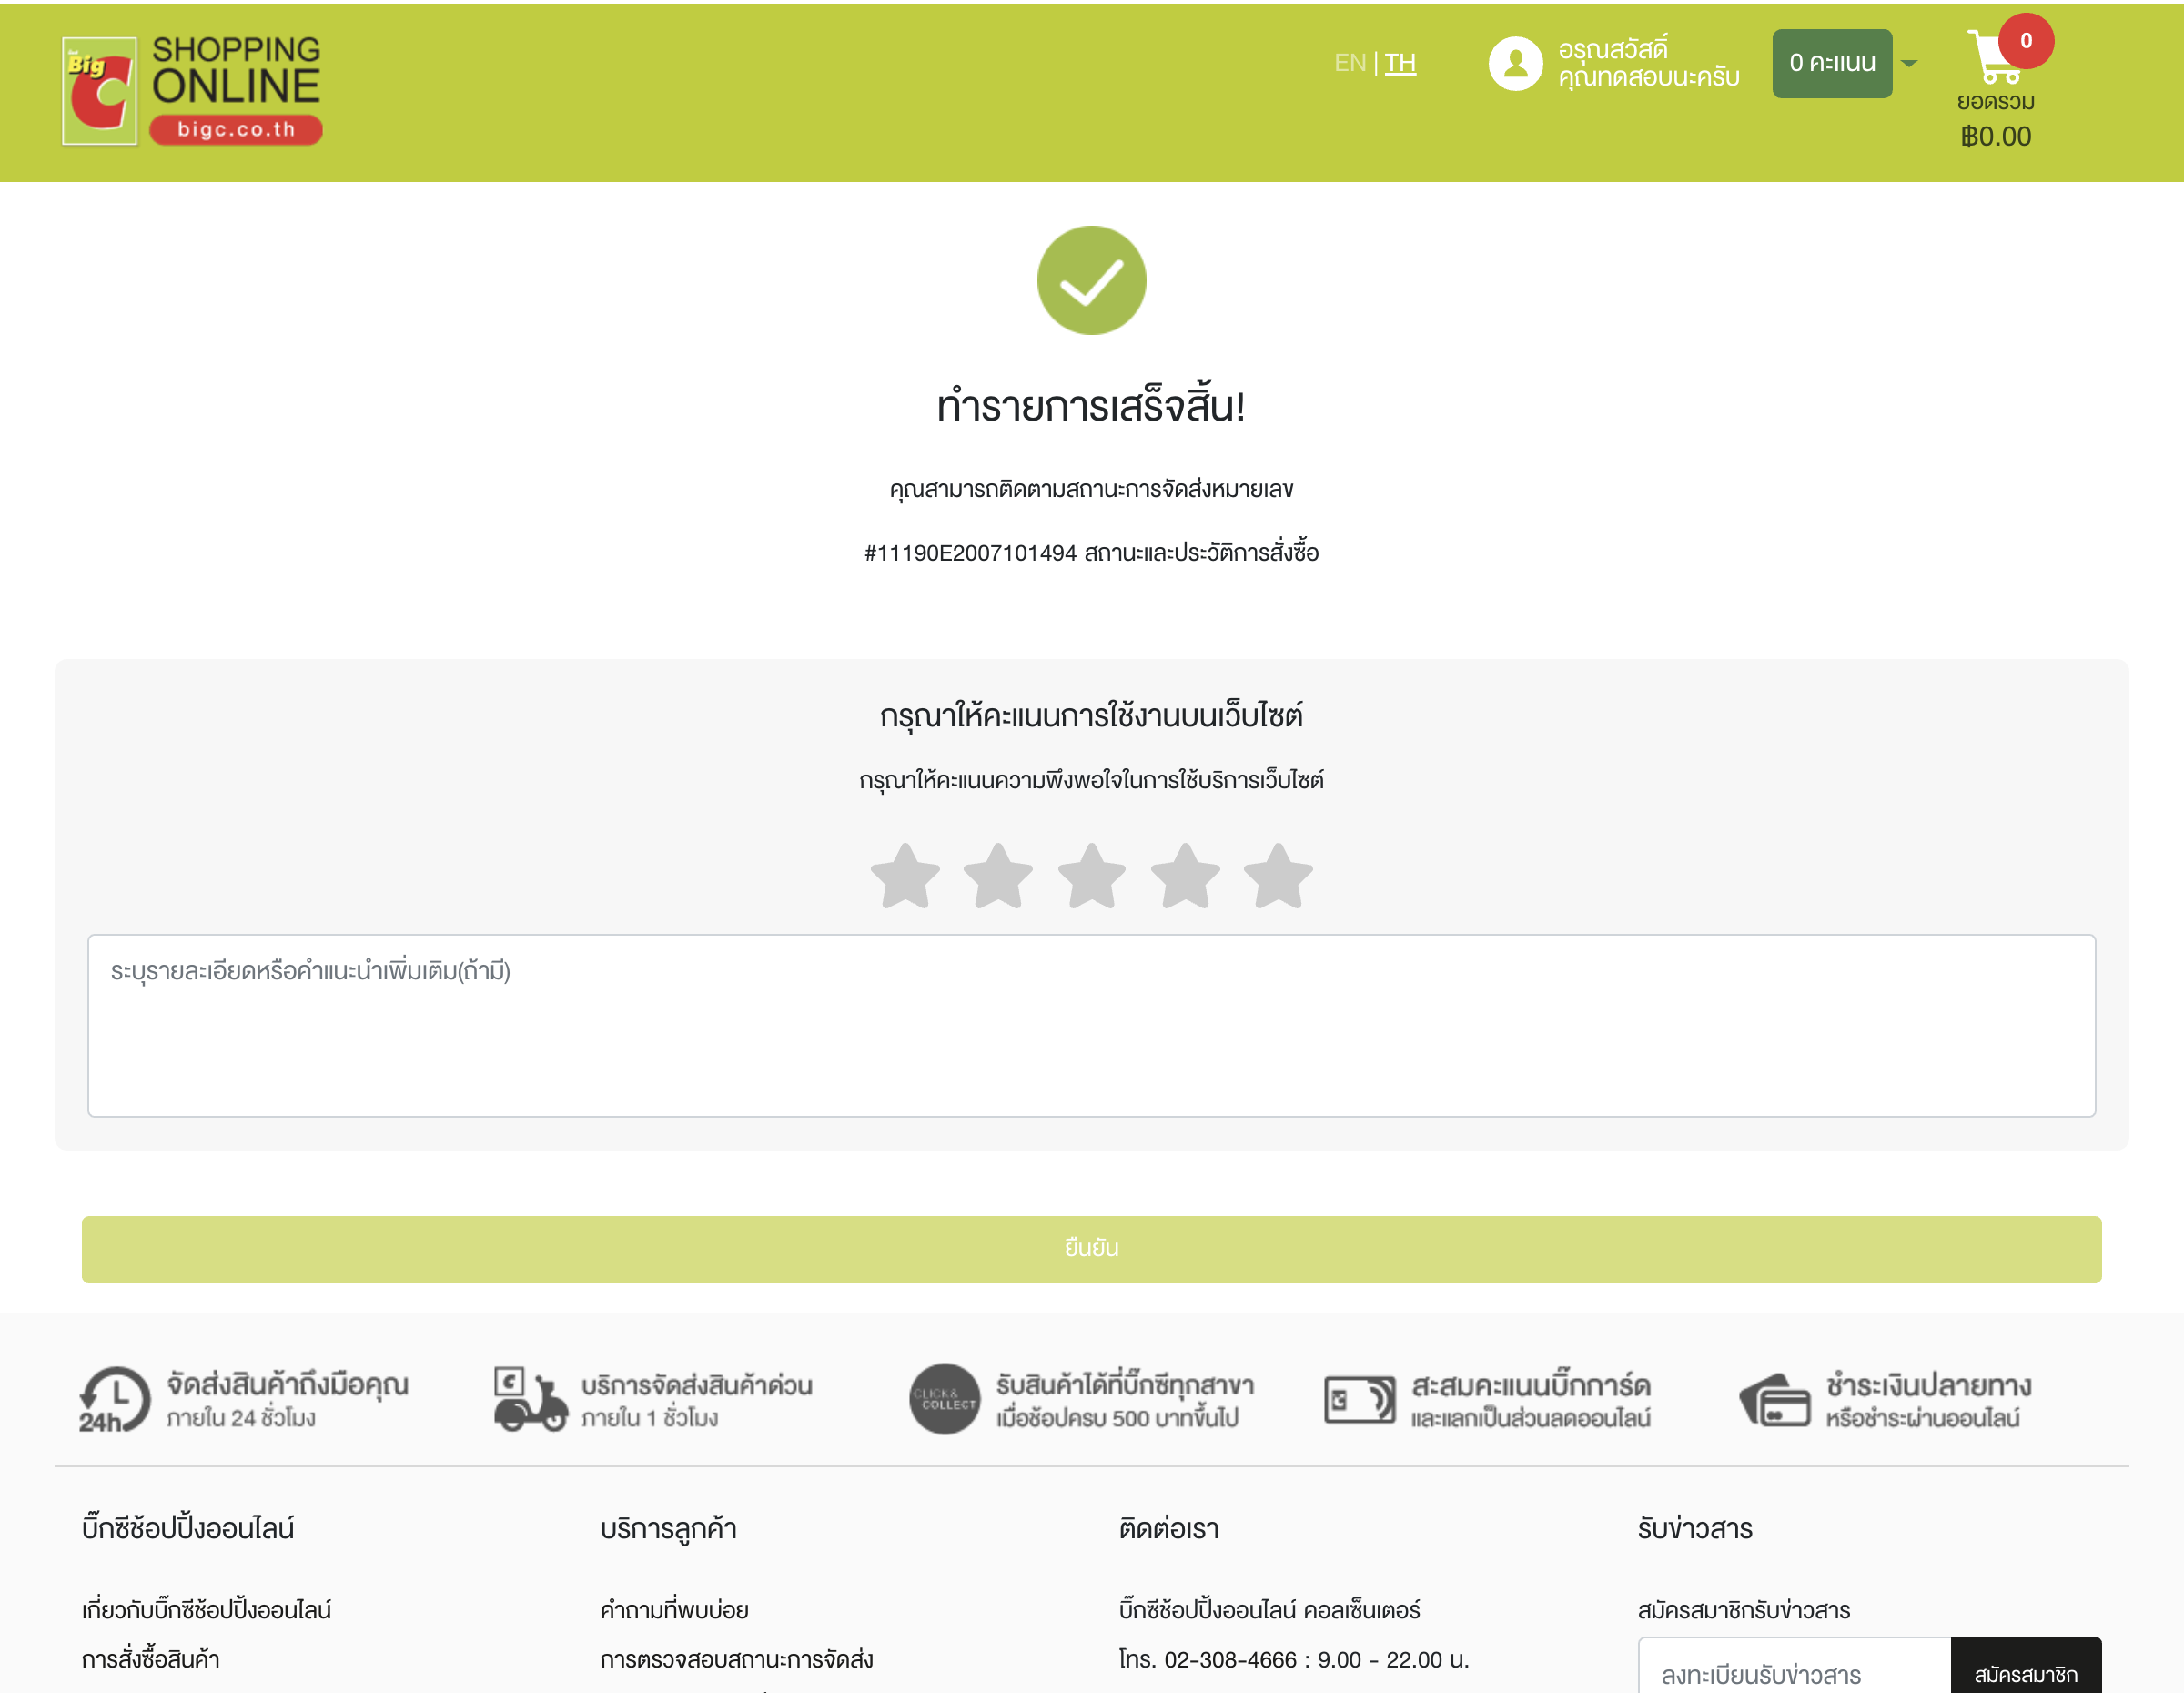 Big C
SHOPPING
ONLINE
bigc.co.th
EN | TH
อรุณสวัสดิ์
คุณทดสอบนะครับ
0 คะแนน
0
ยอดรวม
฿0.00
ทำรายการเสร็จสิ้น!
คุณสามารถติดตามสถานะการจัดส่งหมายเลข
#11190E2007101494 สถานะและประวัติการสั่งซื้อ
กรุณาให้คะแนนการใช้งานบนเว็บไซต์
กรุณาให้คะแนนความพึงพอใจในการใช้บริการเว็บไซต์
ระบุรายละเอียดหรือคำแนะนำเพิ่มเติม(ถ้ามี)
ยืนยัน
24h
จัดส่งสินค้าถึงมือคุณ
ภายใน 24 ชั่วโมง
บริการจัดส่งสินค้าด่วน
ภายใน 1 ชั่วโมง
CLICK &
COLLECT
รับสินค้าได้ที่บิ๊กซีทุกสาขา
เมื่อช้อปครบ 500 บาทขึ้นไป
สะสมคะแนนบิ๊กการ์ด
และแลกเป็นส่วนลดออนไลน์
ชำระเงินปลายทาง
หรือชำระผ่านออนไลน์
บิ๊กซีช้อปปิ้งออนไลน์
เกี่ยวกับบิ๊กซีช้อปปิ้งออนไลน์
การสั่งซื้อสินค้า
บริการลูกค้า
คำถามที่พบบ่อย
การตรวจสอบสถานะการจัดส่ง
ติดต่อเรา
บิ๊กซีช้อปปิ้งออนไลน์ คอลเซ็นเตอร์
โทร. 02-308-4666 : 9.00 - 22.00 น.
รับข่าวสาร
สมัครสมาชิกรับข่าวสาร
ลงทะเบียนรับข่าวสาร
สมัครสมาชิก